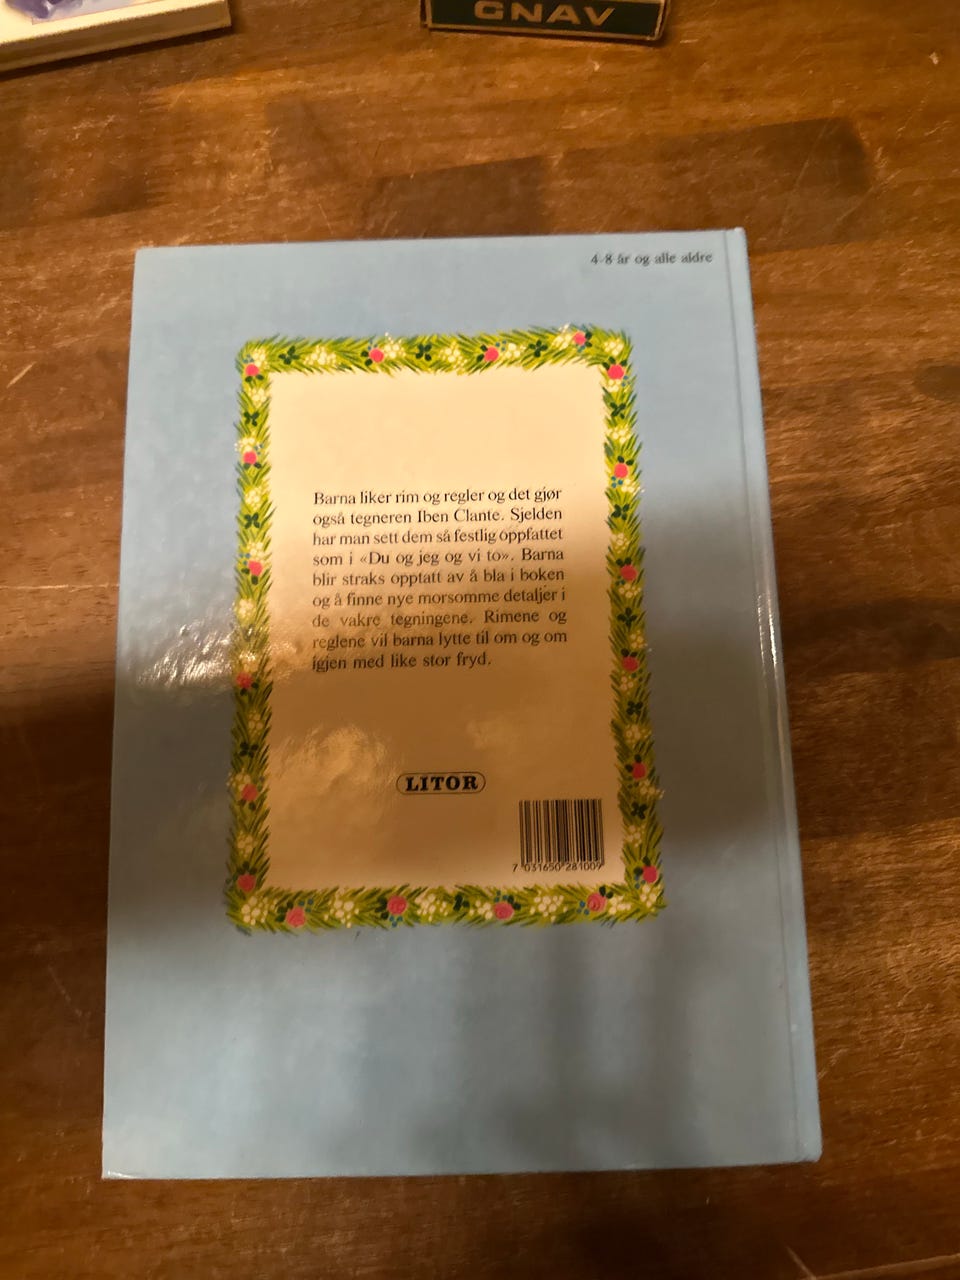 GNAV
4-8 år og alle aldre
Barna liker rim og regler og det gjør
også tegneren Iben Clante. Sjelden
har man sett dem så festlig oppfattet
som i «Du og jeg og vi to». Barna
blir straks opptatt av å bla i boken
og å finne nye morsomme detaljer i
de vakre tegningene. Rimene og
reglene vil barna lytte til om og om
igjen med like stor fryd.
LITOR
7 031650 281009